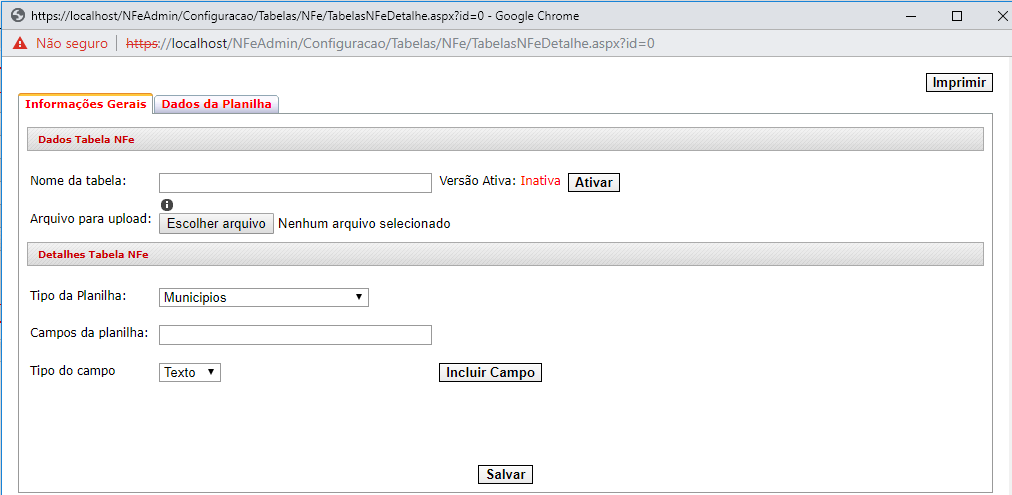 https://localhost/NFeAdmin/Configuracao/Tabelas/NFe/TabelasNFeDetalhe.aspx?id=0 - Google Chrome
Não seguro https://localhost/NFeAdmin/Configuracao/Tabelas/NFe/TabelasNFeDetalhe.aspx?id=0
Imprimir
Informações Gerais Dados da Planilha
Dados Tabela NFe
Nome da tabela: Versão Ativa: Inativa Ativar
Arquivo para upload: Escolher arquivo Nenhum arquivo selecionado
Detalhes Tabela NFe
Tipo da Planilha: Municipios
Campos da planilha:
Tipo do campo Texto Incluir Campo
Salvar